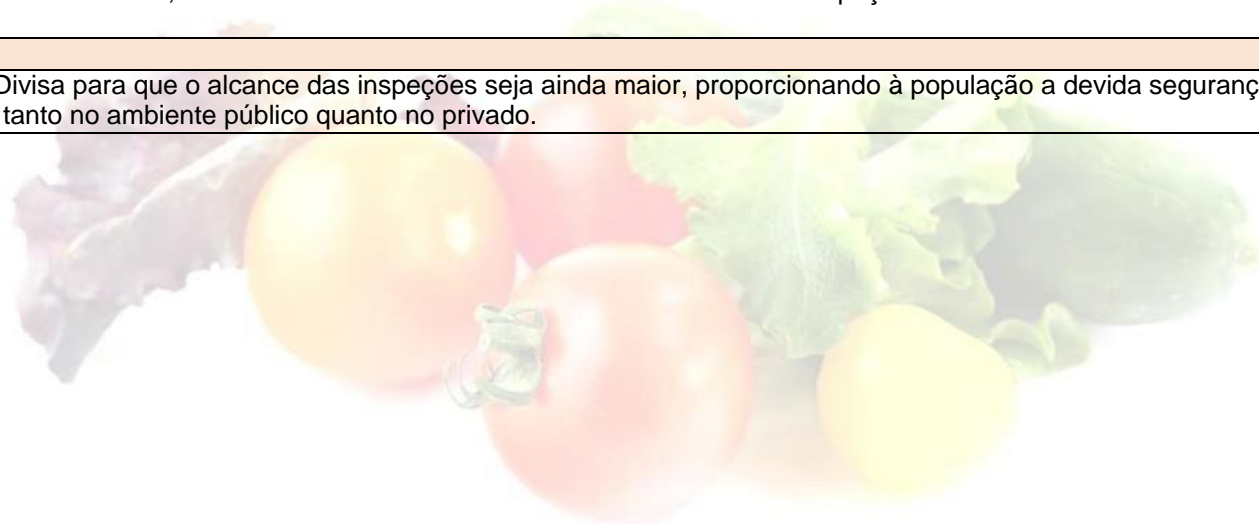 Divisa para que o alcance das inspeções seja ainda maior, proporcionando à população a devida
tanto no ambiente público quanto no privado.